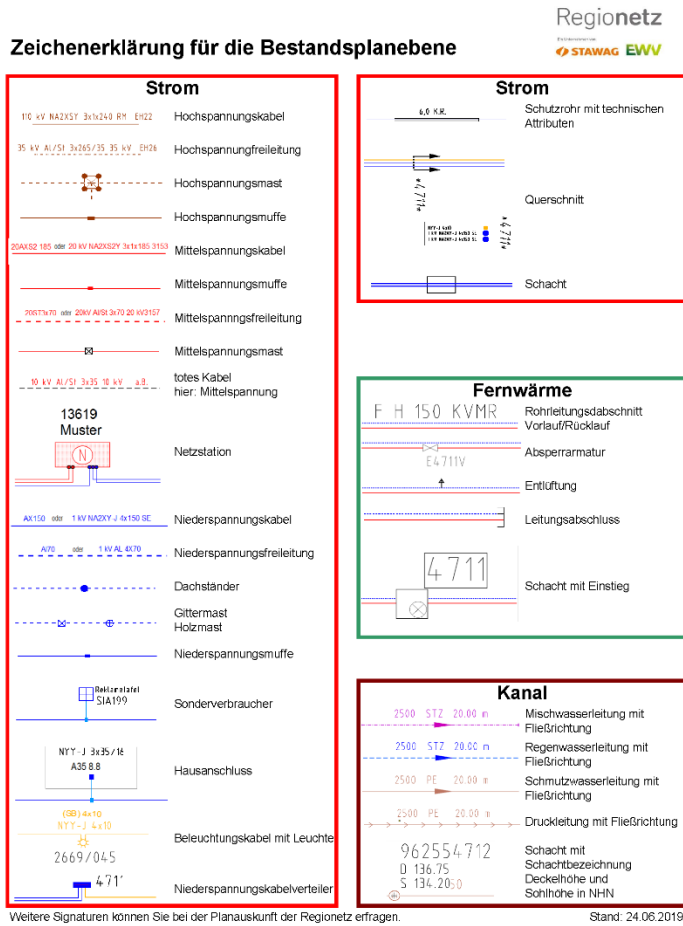 Regionetz
STAWAG EWV
Zeichenerklärung für die Bestandsplanebene
Strom
110 kV NA2XS2Y 3x1x240 RM EH22 Hochspannungskabel
35 kV Al/St 3x265/35 35 kV EH26 Hochspannungfreileitung
Hochspannungsmast
Hochspannungsmuffe
20AXS2 185 oder 20 kV NA2XS2Y 3x1x185 3153 Mittelspannungskabel
Mittelspannungsmuffe
20ST3x70 oder 20kV Al/St 3x70 20 kV3157 Mittelspannngsfreileitung
Mittelspannungsmast
10 kV Al/St 3x35 10 kV a.B. totes Kabel
hier: Mittelspannung
13619
Muster
N Netzstation
AX150 oder 1 kV NA2XY-J 4x150 SE Niederspannungskabel
Al70 oder 1 kV AL 4X70 Niederspannungsfreileitung
Dachständer
Gittermast
Holzmast
Niederspannungsmuffe
Reklametafel
SIA199 Sonderverbraucher
NYY-J 3x35/16
A35 8.8 Hausanschluss
(SB) 4x10
NYY-J 4x10
Beleuchtungskabel mit Leuchte
2669/045
471' Niederspannungskabelverteiler
Strom
6,0 K.R. Schutzrohr mit technischen
Attributen
4711
Querschnitt
4711
Schacht
Fernwärme
F H 150 KVMR Rohrleitungsdabschnitt
Vorlauf/Rücklauf
Absperrarmatur
E4711V
Entlüftung
Leitungsabschluss
4711
Schacht mit Einstieg
Kanal
2500 STZ 20.00 m Mischwasserleitung mit
Fließrichtung
2500 STZ 20.00 m Regenwasserleitung mit
Fließrichtung
2500 PE 20.00 m Schmutzwasserleitung mit
Fließrichtung
2500 PE 20.00 m Druckleitung mit Fließrichtung
962554712 Schacht mit
Schachtbezeichnung
D 136.75 Deckelhöhe und
S 134.2050 Sohlhöhe in NHN
Weitere Signaturen können Sie bei der Planauskunft der Regionetz erfragen. Stand: 24.06.2019